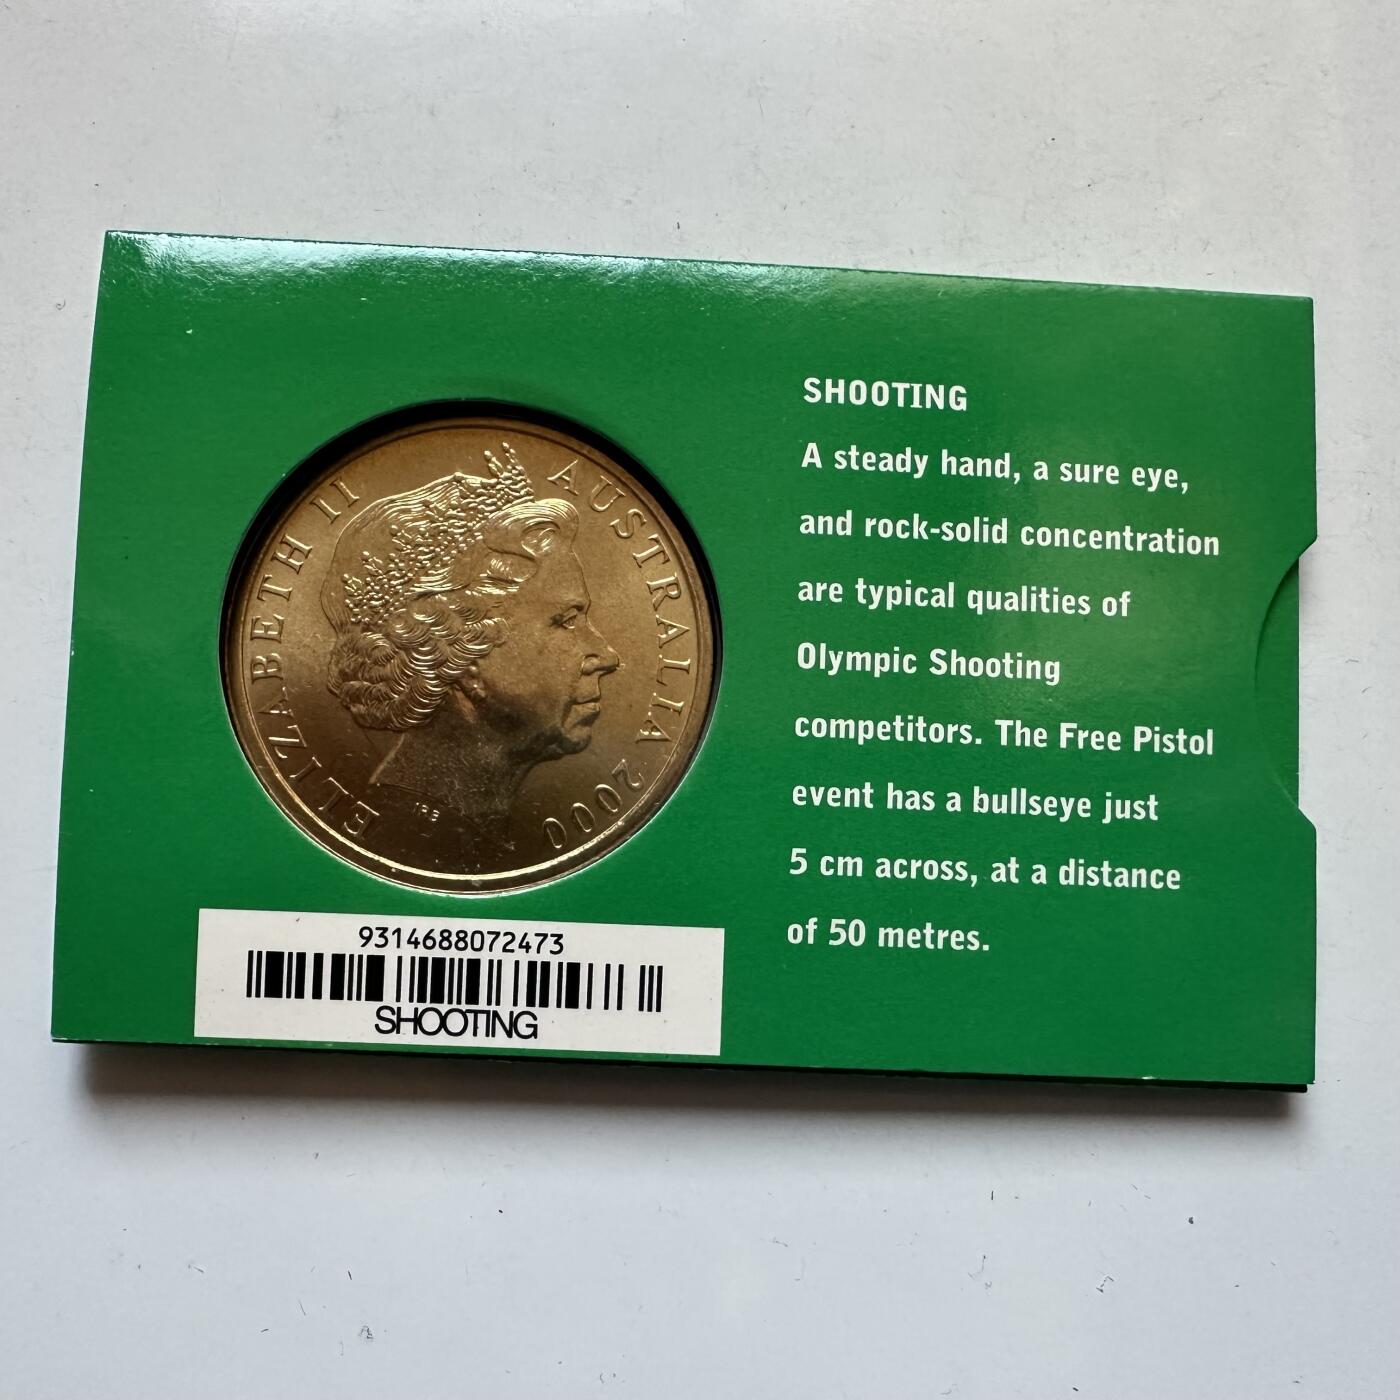 ELIZABETH II
AUSTRALIA 2000
IRB
SHOOTING
A steady hand, a sure eye,
and rock-solid concentration
are typical qualities of
Olympic Shooting
competitors. The Free Pistol
event has a bullseye just
5 cm across, at a distance
of 50 metres.
9314688072473
SHOOTING